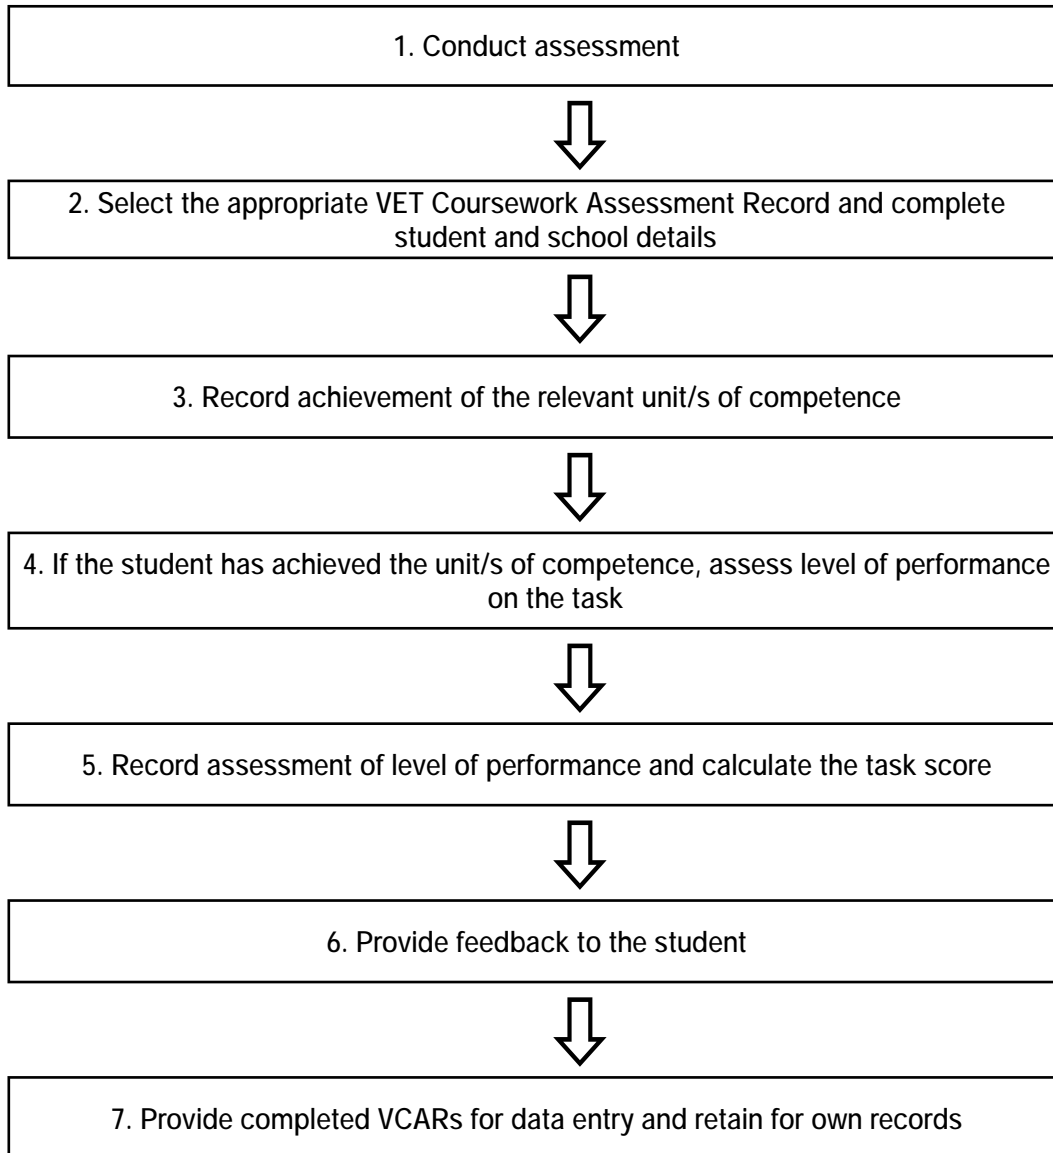 1. Conduct assessment
2. Select the appropriate VET Coursework Assessment Record and complete
student and school details
3. Record achievement of the relevant unit/s of competence
4. If the student has achieved the unit/s of competence, assess level of performance
on the task
5. Record assessment of level of performance and calculate the task score
6. Provide feedback to the student
7. Provide completed VCARs for data entry and retain for own records